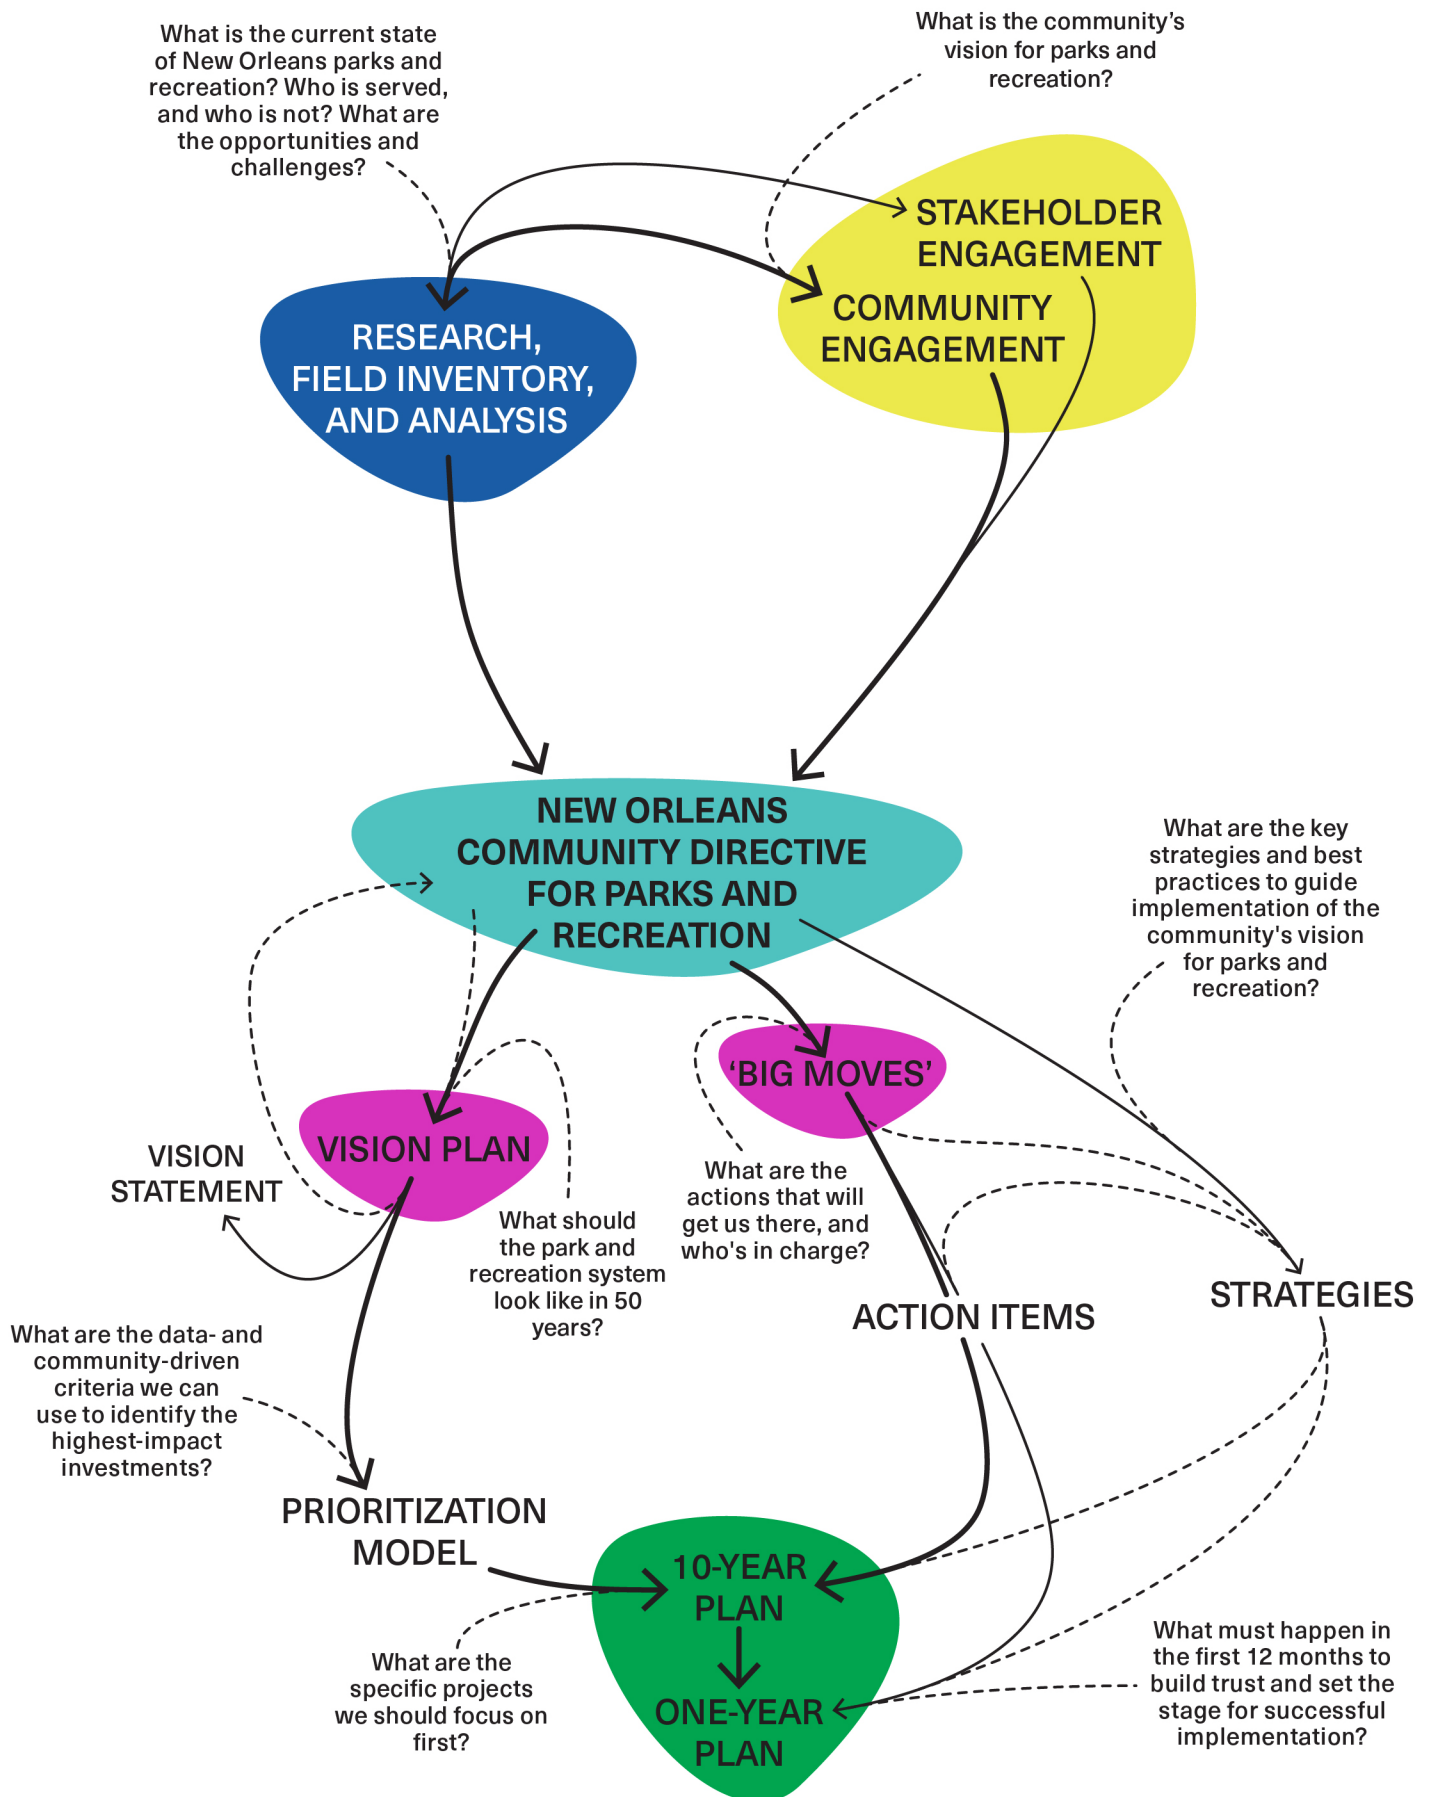 What is the current state
of New Orleans parks and
recreation? Who is served,
and who is not? What are
the opportunities and
challenges?
What is the community's
vision for parks and
recreation?
STAKEHOLDER
ENGAGEMENT
COMMUNITY
ENGAGEMENT
RESEARCH,
FIELD INVENTORY,
AND ANALYSIS
NEW ORLEANS
COMMUNITY DIRECTIVE
FOR PARKS AND
RECREATION
What are the key
strategies and best
practices to guide
implementation of the
community's vision
for parks and
recreation?
'BIG MOVES'
VISION PLAN
VISION
STATEMENT
What should
the park and
recreation system
look like in 50
years?
What are the
actions that will
get us there, and
who's in charge?
STRATEGIES
ACTION ITEMS
What are the data- and
community-driven
criteria we can
use to identify the
highest-impact
investments?
PRIORITIZATION
MODEL
10-YEAR
PLAN
ONE-YEAR
PLAN
What are the
specific projects
we should focus on
first?
What must happen in
the first 12 months to
build trust and set the
stage for successful
implementation?